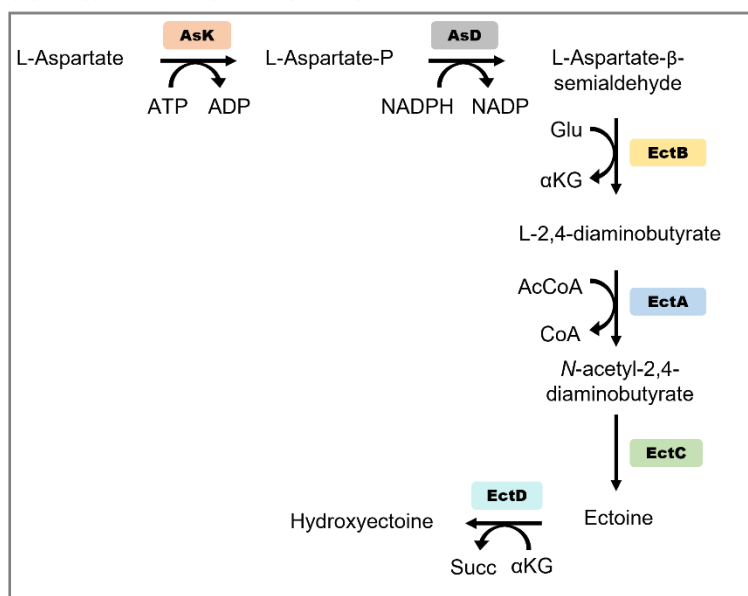 AsK
AsD
L-Aspartate
L-Aspartate-P
L-Aspartate-β-
semialdehyde
ATP ADP
NADPH NADP
Glu
EctB
αKG
L-2,4-diaminobutyrate
AcCoA
EctA
CoA
N-acetyl-2,4-
diaminobutyrate
EctC
EctD
Hydroxyectoine
Ectoine
Succ αKG